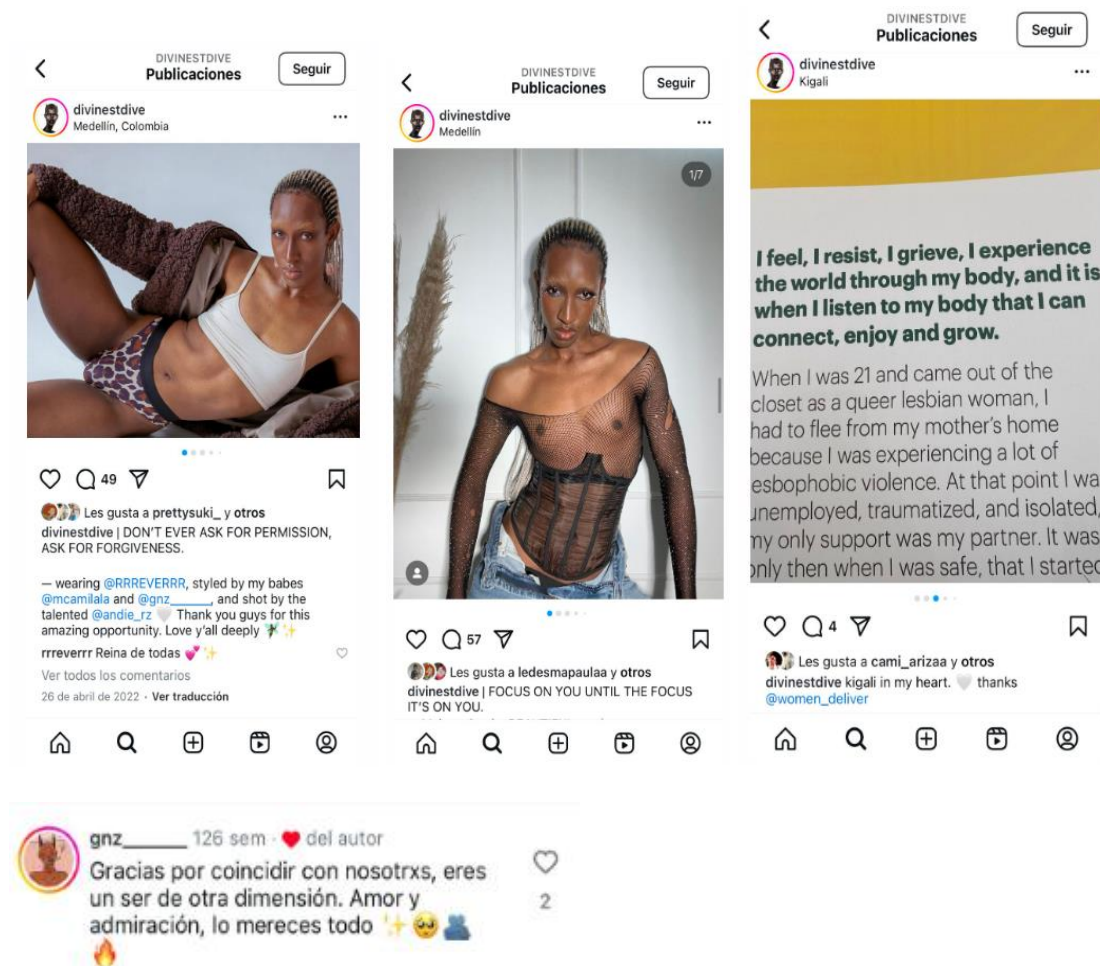 DIVINESTDIVE
Publicaciones
Seguir
divinestdive
Medellín, Colombia
49
Les gusta a prettysuki_ y otros
divinestdive | DON'T EVER ASK FOR PERMISSION,
ASK FOR FORGIVENESS.
— wearing @RRREVERRR, styled by my babes
@mcamilala and @gnz______, and shot by the
talented @andie_rz 🤍 Thank you guys for this
amazing opportunity. Love y'all deeply 🧚✨
rrreverrr Reina de todas 💕✨
Ver todos los comentarios
26 de abril de 2022 · Ver traducción
DIVINESTDIVE
Publicaciones
Seguir
divinestdive
Medellín
1/7
57
Les gusta a ledesmapaulaa y otros
divinestdive | FOCUS ON YOU UNTIL THE FOCUS
IT'S ON YOU.
DIVINESTDIVE
Publicaciones
Seguir
divinestdive
Kigali
I feel, I resist, I grieve, I experience
the world through my body, and it is
when I listen to my body that I can
connect, enjoy and grow.
When I was 21 and came out of the
closet as a queer lesbian woman, I
had to flee from my mother's home
because I was experiencing a lot of
esbophobic violence. At that point I wa
unemployed, traumatized, and isolated,
my only support was my partner. It was
only then when I was safe, that I started
4
Les gusta a cami_arizaa y otros
divinestdive kigali in my heart. 🤍 thanks
@women_deliver
gnz______ 126 sem · ❤️ del autor
Gracias por coincidir con nosotrxs, eres
un ser de otra dimensión. Amor y
admiración, lo mereces todo ✨🥹🫂
🔥
2